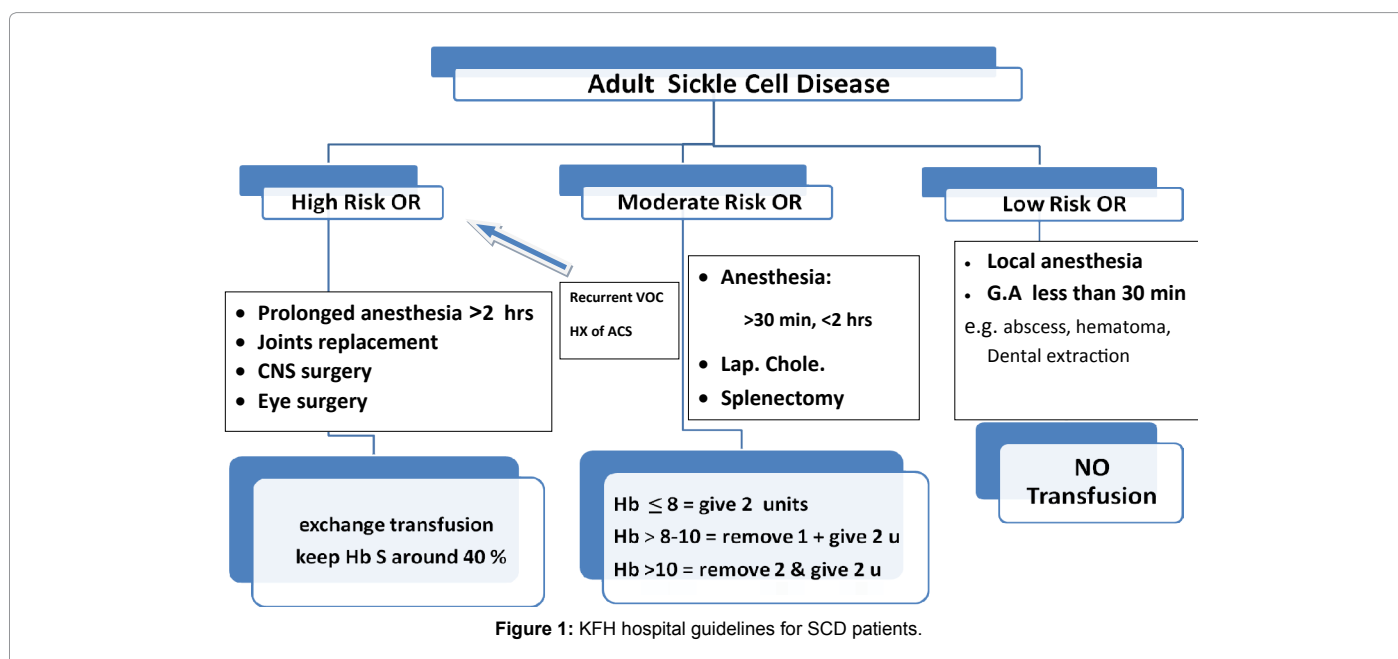 Adult Sickle Cell Disease
High Risk OR
Moderate Risk OR
Low Risk OR
• Prolonged anesthesia >2 hrs
• Joints replacement
• CNS surgery
• Eye surgery
Recurrent VOC
HX of ACS
• Anesthesia:
>30 min, <2 hrs
• Lap. Chole.
• Splenectomy
• Local anesthesia
• G.A less than 30 min
e.g. abscess, hematoma,
Dental extraction
exchange transfusion
keep Hb S around 40 %
Hb ≤ 8 = give 2 units
Hb > 8-10 = remove 1 + give 2 u
Hb >10 = remove 2 & give 2 u
NO
Transfusion
Figure 1: KFH hospital guidelines for SCD patients.